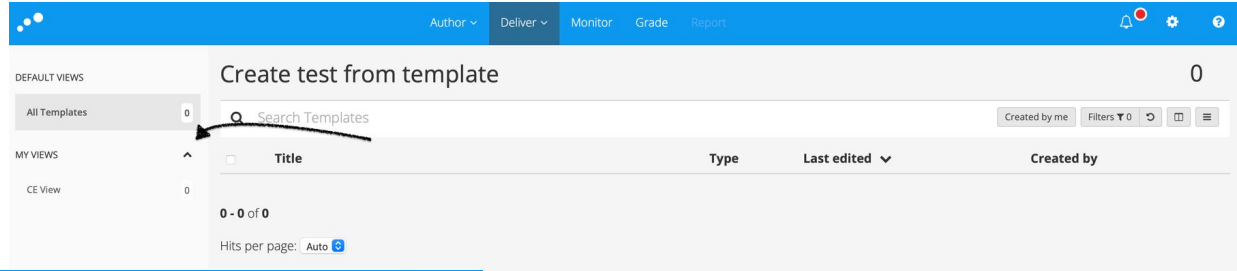 Author Deliver Monitor Grade Report
DEFAULT VIEWS
All Templates 0
MY VIEWS
CE View 0
Create test from template 0
Search Templates Created by me Filters 0
Title Type Last edited Created by
0 - 0 of 0
Hits per page: Auto